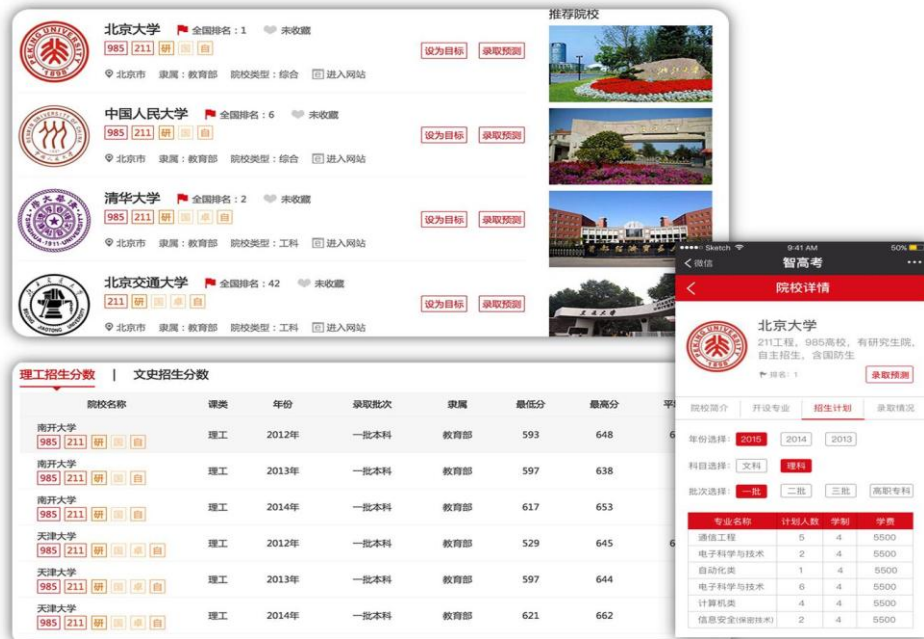 北京大学 全国排名：1 未收藏
985 211 研 国 自
设为目标 录取预测
北京市 隶属：教育部 院校类型：综合 进入网站
中国人民大学 全国排名：6 未收藏
985 211 研 国 自
设为目标 录取预测
北京市 隶属：教育部 院校类型：综合 进入网站
清华大学 全国排名：2 未收藏
985 211 研 国 卓 自
设为目标 录取预测
北京市 隶属：教育部 院校类型：工科 进入网站
北京交通大学 全国排名：42 未收藏
211 研 国 卓 自
设为目标 录取预测
北京市 隶属：教育部 院校类型：工科 进入网站
推荐院校
理工招生分数 | 文史招生分数
院校名称 课类 年份 录取批次 隶属 最低分 最高分
南开大学
985 211 研 国 自
理工 2012年 一批本科 教育部 593 648
南开大学
985 211 研 国 自
理工 2013年 一批本科 教育部 597 638
南开大学
985 211 研 国 自
理工 2014年 一批本科 教育部 617 653
天津大学
985 211 研 国 卓 自
理工 2012年 一批本科 教育部 529 645
天津大学
985 211 研 国 卓 自
理工 2013年 一批本科 教育部 597 644
天津大学
985 211 研 国 卓 自
理工 2014年 一批本科 教育部 621 662
Sketch 9:41 AM 50%
微信 智高考
院校详情
北京大学
211工程，985高校，有研究生院，
自主招生，含国防生
排名：1 录取预测
院校简介 开设专业 招生计划 录取情况
年份选择： 2015 2014 2013
科目选择： 文科 理科
批次选择： 一批 二批 三批 高职专科
专业名称 计划人数 学制 学费
通信工程 5 4 5500
电子科学与技术 2 4 5500
自动化类 1 4 5500
电子科学与技术 6 4 5500
计算机类 4 4 5500
信息安全(保密技术) 2 4 5500